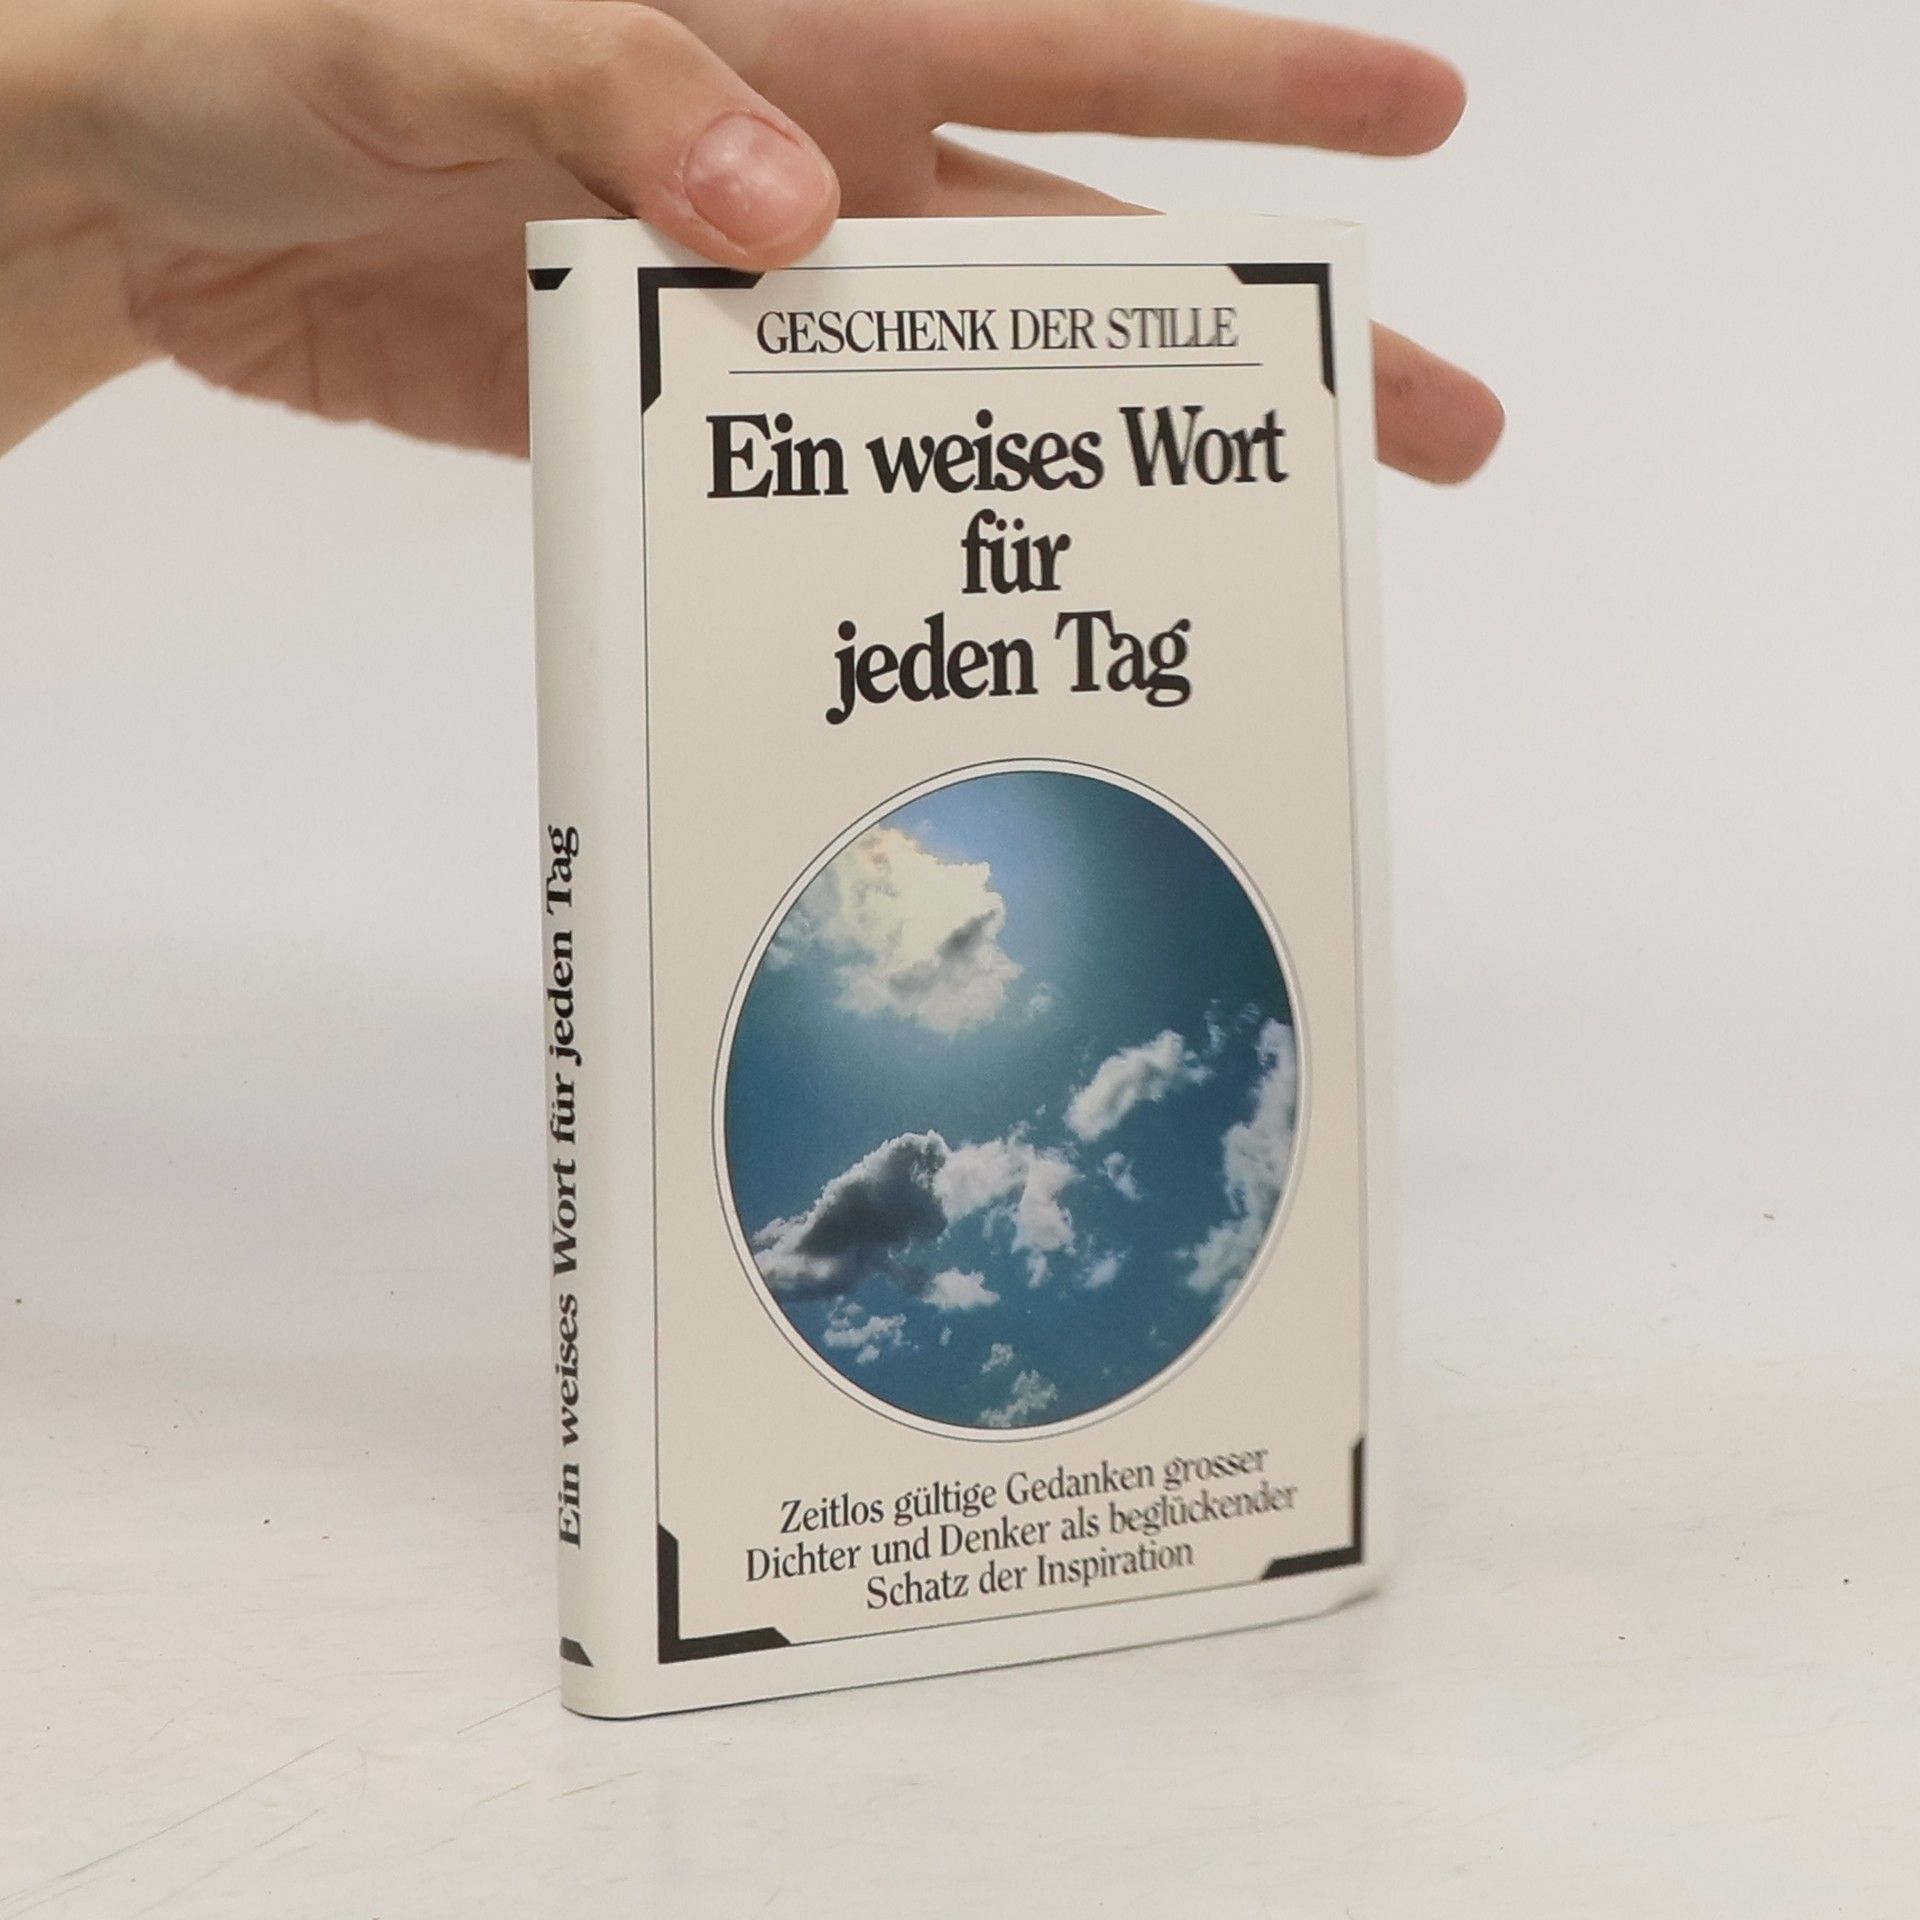 GESCHENK DER STILLE
Ein weises Wort
für
jeden Tag
Zeitlos gültige Gedanken grosser
Dichter und Denker als beglückender
Schatz der Inspiration
Ein weises Wort für jeden Tag